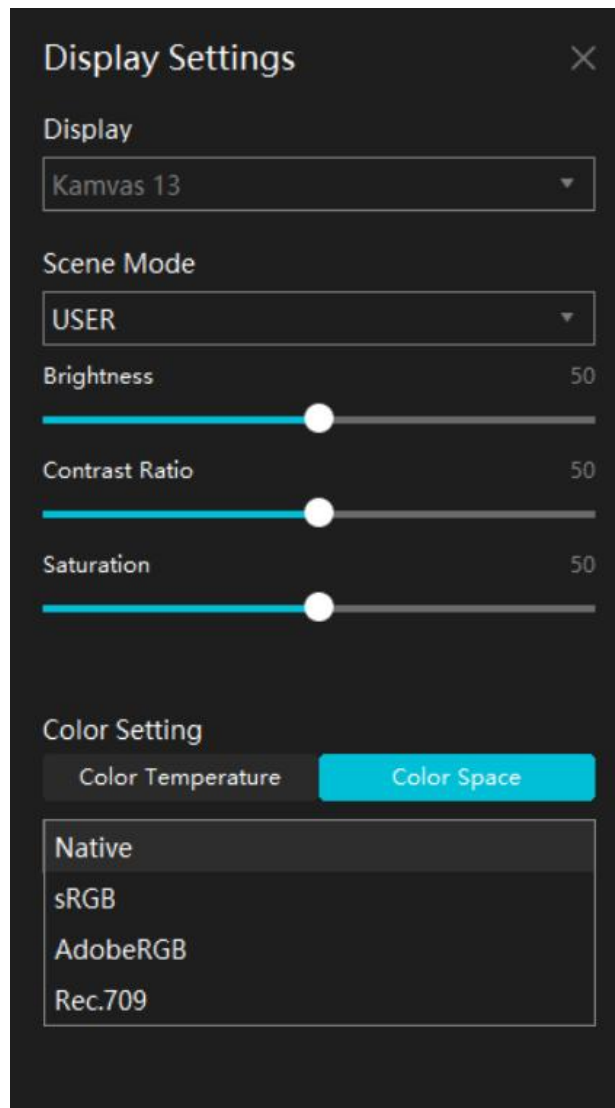 Display Settings
Display
Kamvas 13
Scene Mode
USER
Brightness 50
Contrast Ratio 50
Saturation 50
Color Setting
Color Temperature Color Space
Native
sRGB
AdobeRGB
Rec.709